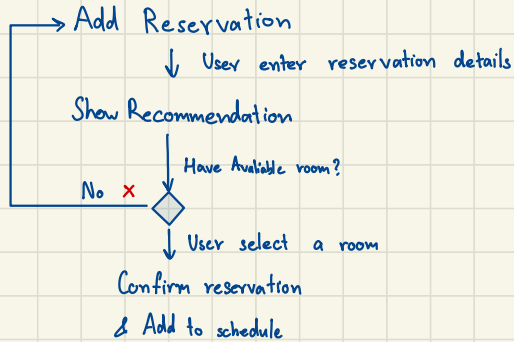 Add Reservation
User enter reservation details
Show Recommendation
Have Avaliable room?
No ×
User select a room
Confirm reservation
& Add to schedule